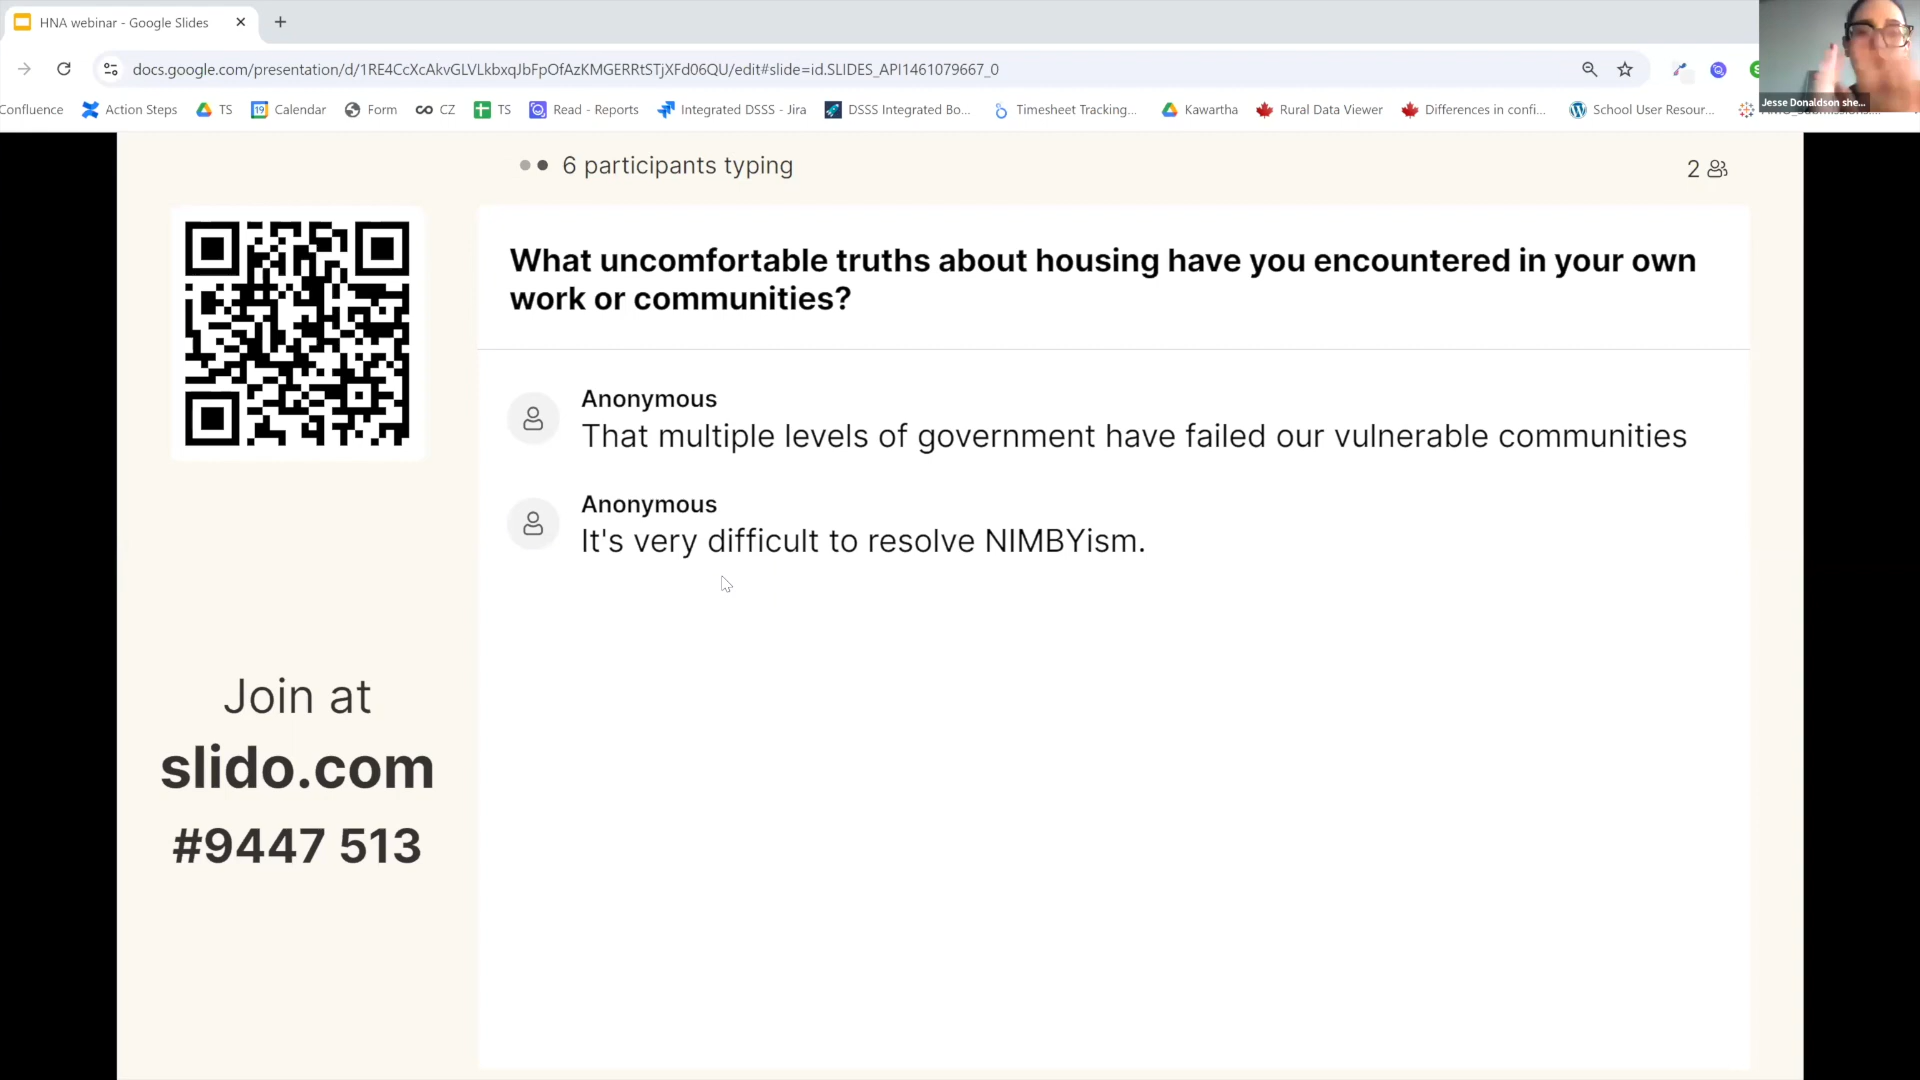 HNA webinar - Google Slides
docs.google.com/presentation/d/1RE4CcXcAkvGLVLkbxqJbFpOfAzKMGERRtSTjXFd06QU/edit#slide=id.SLIDES_API1461079667_0
Jesse Donaldson she...
Confluence Action Steps TS 19 Calendar Form CZ TS Read - Reports Integrated DSSS - Jira DSSS Integrated Bo... Timesheet Tracking... Kawartha Rural Data Viewer Differences in confi... School User Resour...
6 participants typing
2
What uncomfortable truths about housing have you encountered in your own
work or communities?
Anonymous
That multiple levels of government have failed our vulnerable communities
Anonymous
It's very difficult to resolve NIMBYism.
Join at
slido.com
#9447 513